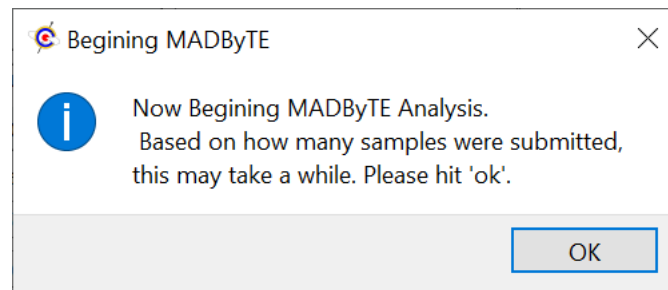 Begining MADByTE
Now Begining MADByTE Analysis.
Based on how many samples were submitted,
this may take a while. Please hit 'ok'.
OK